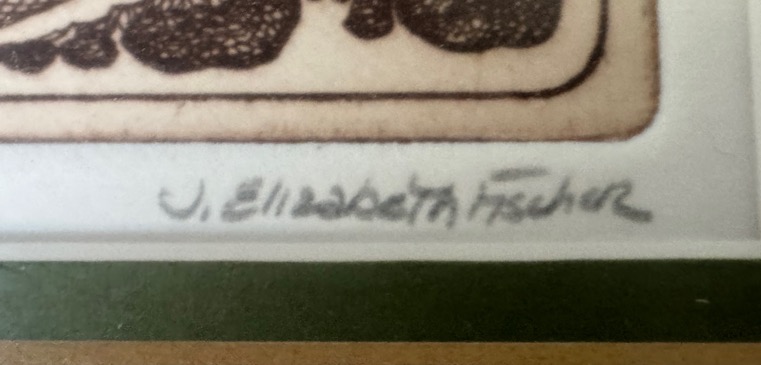 J. Elizabeth Fischer